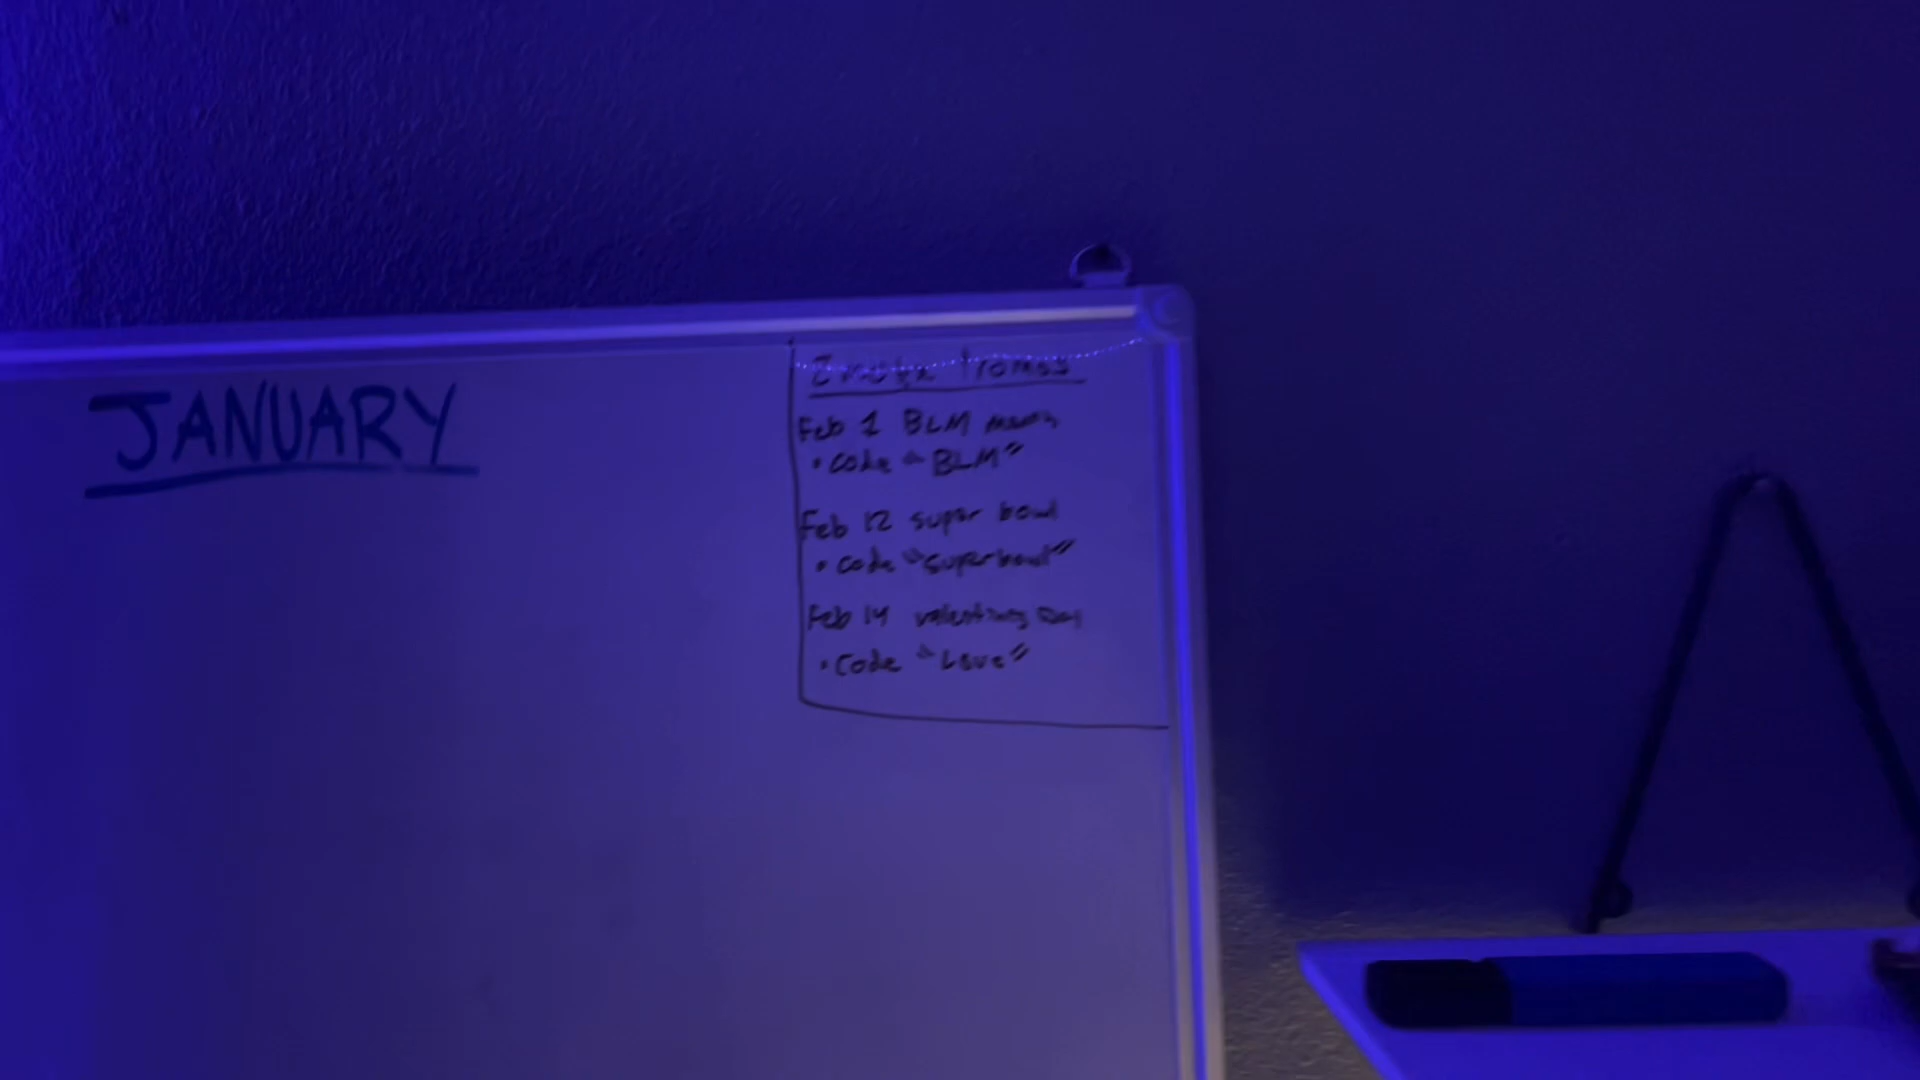 JANUARY
Promos
Feb 1 BLM month
• code "BLM"
Feb 12 super bowl
• code "superbowl"
Feb 14 valentines Day
• Code "Love"